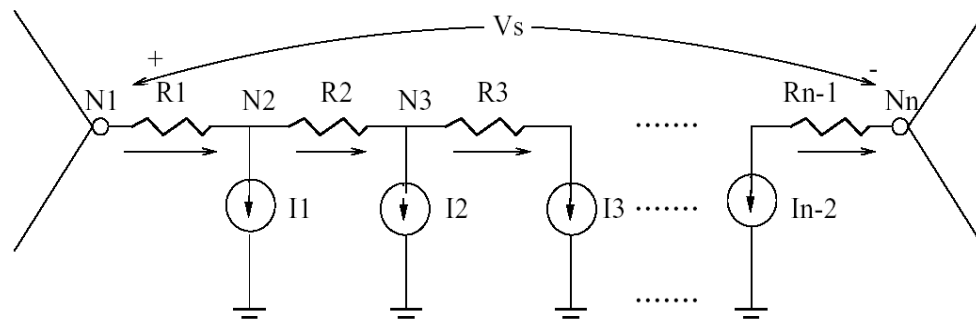 Vs
+ -
N1 R1 N2 R2 N3 R3 ....... Rn-1 Nn
I1 I2 I3 ....... In-2
.......